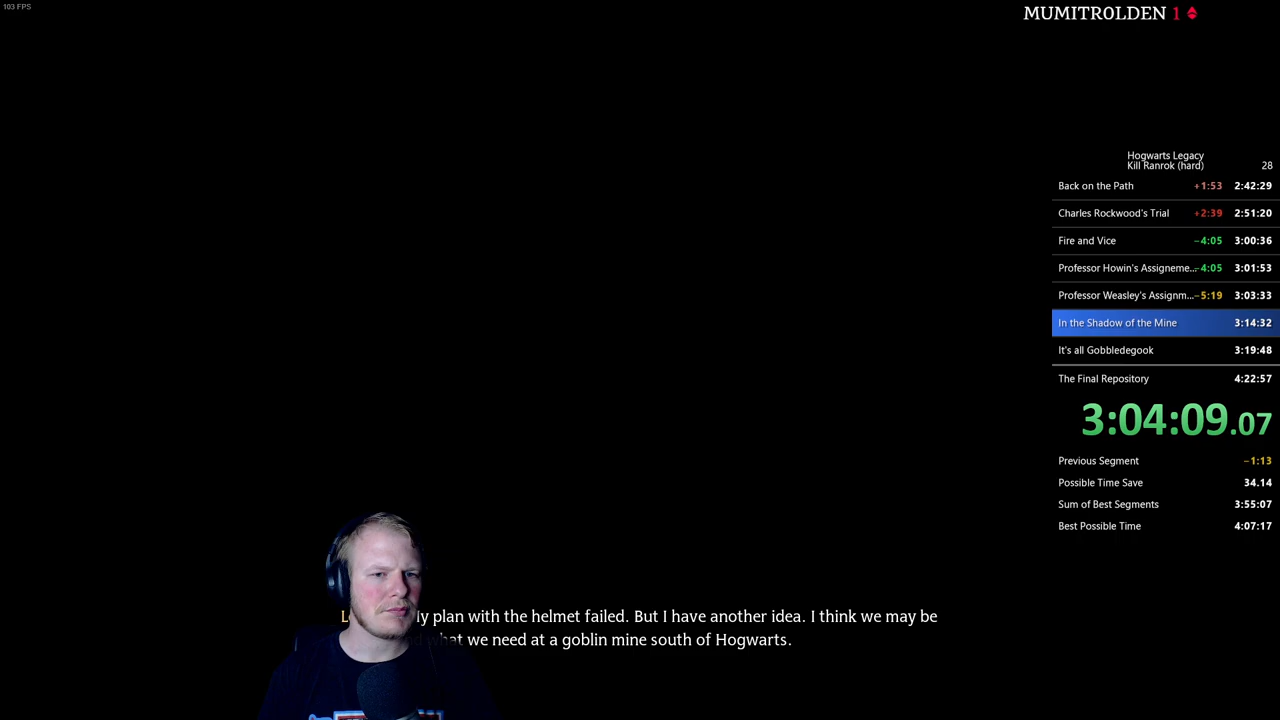 103 FPS
MUMITR0LDEN 1
Hogwarts Legacy
Kill Ranrok (hard) 28
Back on the Path +1:53 2:42:29
Charles Rockwood's Trial +2:39 2:51:20
Fire and Vice −4:05 3:00:36
Professor Howin's Assigneme... −4:05 3:01:53
Professor Weasley's Assignm... −5:19 3:03:33
In the Shadow of the Mine 3:14:32
It's all Gobbledegook 3:19:48
The Final Repository 4:22:57
3:04:09.07
Previous Segment −1:13
Possible Time Save 34.14
Sum of Best Segments 3:55:07
Best Possible Time 4:07:17
plan with the helmet failed. But I have another idea. I think we may be
what we need at a goblin mine south of Hogwarts.